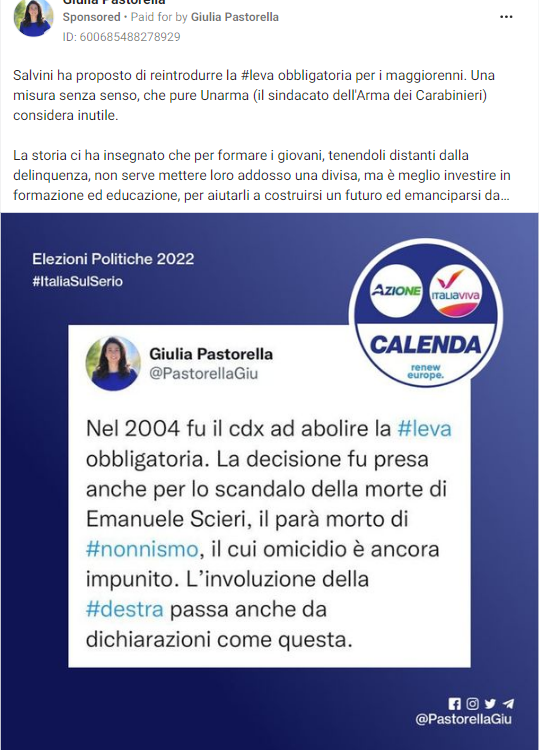 Giulia Pastorella
Sponsored • Paid for by Giulia Pastorella
ID: 600685488278929
Salvini ha proposto di reintrodurre la #leva obbligatoria per i maggiorenni. Una
misura senza senso, che pure Unarma (il sindacato dell'Arma dei Carabinieri)
considera inutile.
La storia ci ha insegnato che per formare i giovani, tenendoli distanti dalla
delinquenza, non serve mettere loro addosso una divisa, ma è meglio investire in
formazione ed educazione, per aiutarli a costruirsi un futuro ed emanciparsi da...
Elezioni Politiche 2022
#ItaliaSulSerio
AZIONE
ITALIAVIVA
CALENDA
renew
europe.
Giulia Pastorella
@PastorellaGiu
Nel 2004 fu il cdx ad abolire la #leva
obbligatoria. La decisione fu presa
anche per lo scandalo della morte di
Emanuele Scieri, il parà morto di
#nonnismo, il cui omicidio è ancora
impunito. L’involuzione della
#destra passa anche da
dichiarazioni come questa.
@PastorellaGiu